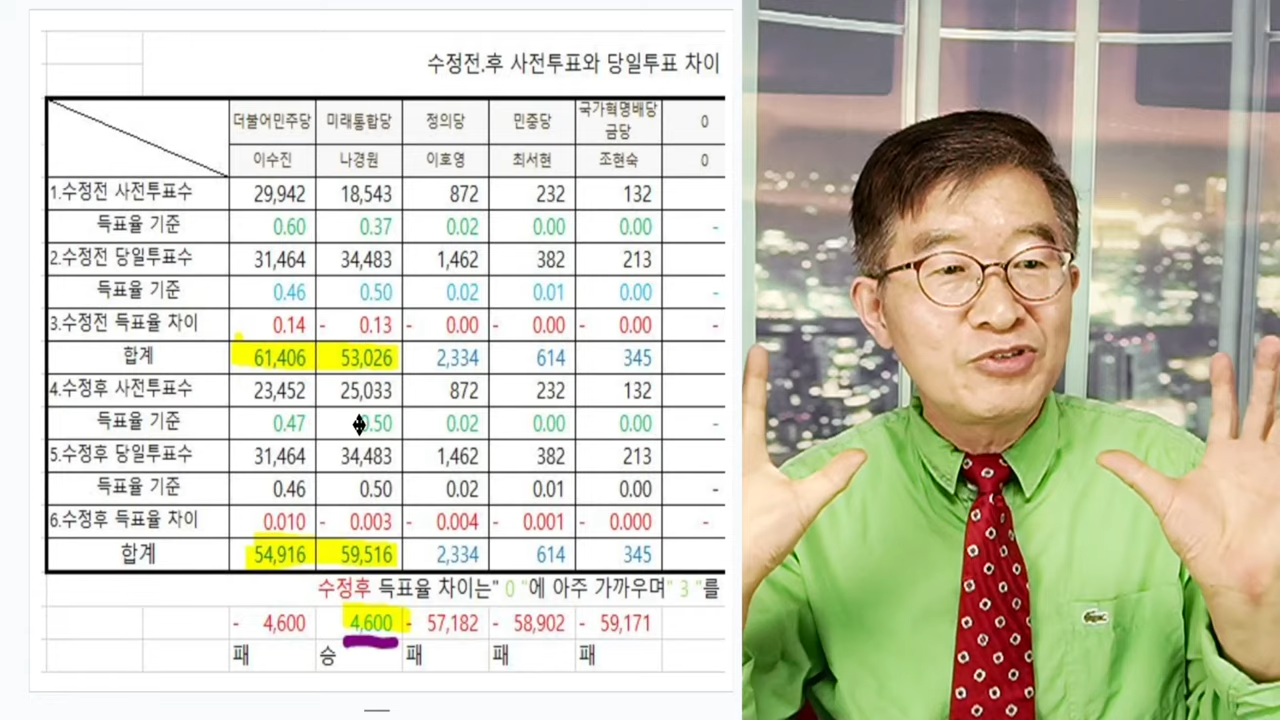 수정전.후 사전투표와 당일투표 차이
더불어민주당 미래통합당 정의당 민중당 국가혁명배당금당 0
이수진 나경원 이호영 최서현 조현숙 0
1.수정전 사전투표수 29,942 18,543 872 232 132
득표율 기준 0.60 0.37 0.02 0.00 0.00 -
2.수정전 당일투표수 31,464 34,483 1,462 382 213
득표율 기준 0.46 0.50 0.02 0.01 0.00 -
3.수정전 득표율 차이 0.14 - 0.13 - 0.00 - 0.00 - 0.00 -
합계 61,406 53,026 2,334 614 345
4.수정후 사전투표수 23,452 25,033 872 232 132
득표율 기준 0.47 0.50 0.02 0.00 0.00 -
5.수정후 당일투표수 31,464 34,483 1,462 382 213
득표율 기준 0.46 0.50 0.02 0.01 0.00 -
6.수정후 득표율 차이 0.010 - 0.003 - 0.004 - 0.001 - 0.000 -
합계 54,916 59,516 2,334 614 345
수정후 득표율 차이는" 0 "에 아주 가까우며" 3 "를
- 4,600 4,600 - 57,182 - 58,902 - 59,171
패 승 패 패 패